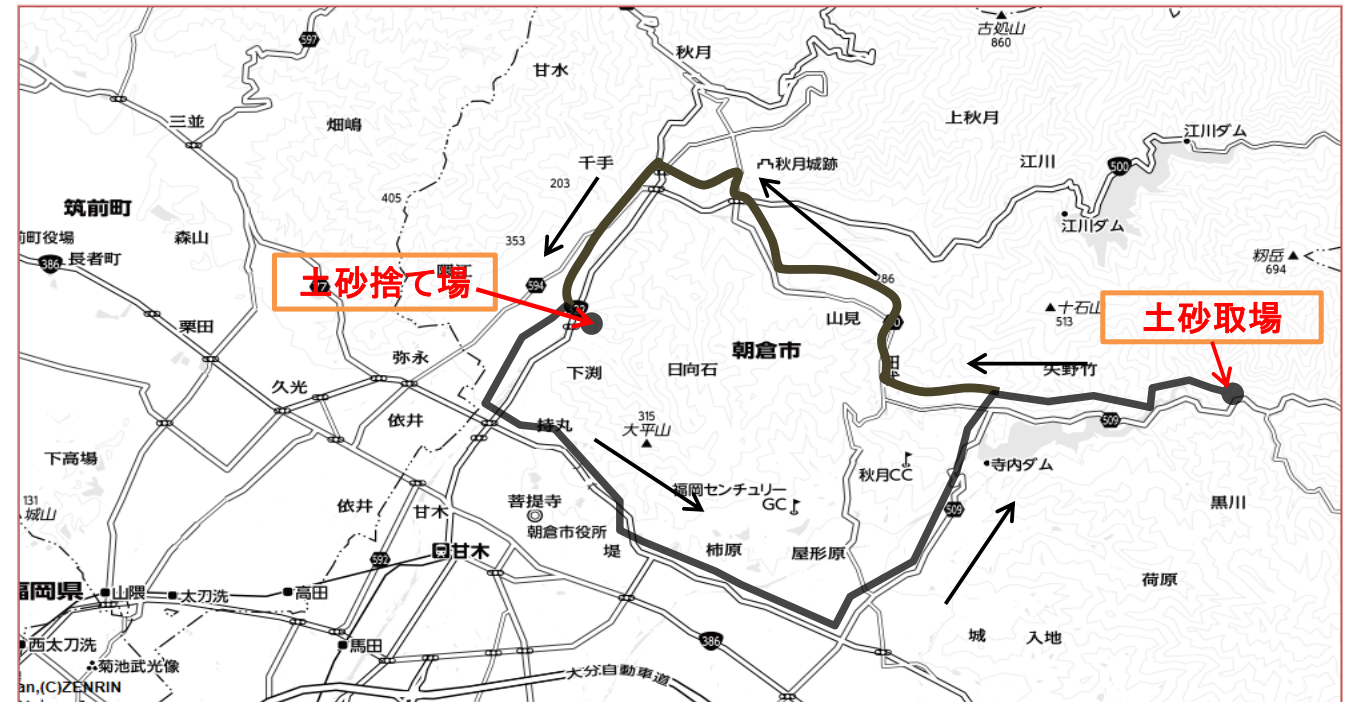 古処山
860
597
秋月
甘水
三並
畑嶋
上秋月
江川ダム
江川
500
千手
秋月城跡
203
405
筑前町
353
江川ダム
前町役場
森山
386
長者町
籾岳
694
土砂捨て場
594
286
十石山
513
土砂取場
栗田
山見
朝倉市
弥永
下渕
日向石
矢野竹
久光
依井
持丸
315
大平山
509
下高場
寺内ダム
秋月CC
131
城山
依井
甘木
菩提寺
福岡センチュリー
GC
黒川
朝倉市役所
509
592
甘木
堤
柿原
屋形原
荷原
福岡県
山隈
太刀洗
高田
城
入地
386
西太刀洗
馬田
菊池武光像
大分自動車道
an,(C)ZENRIN